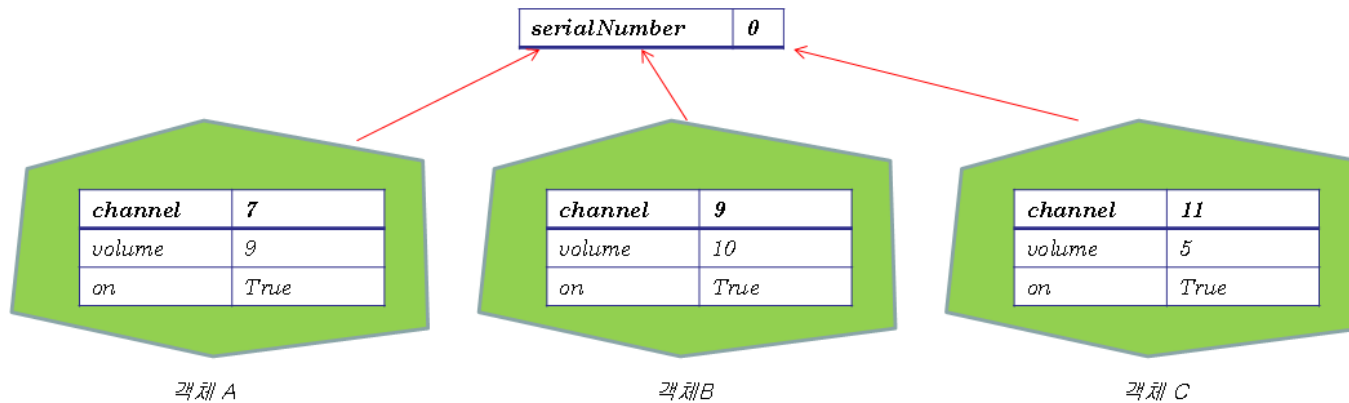 serialNumber 0
channel 7
volume 9
on True
channel 9
volume 10
on True
channel 11
volume 5
on True
객체 A
객체B
객체 C